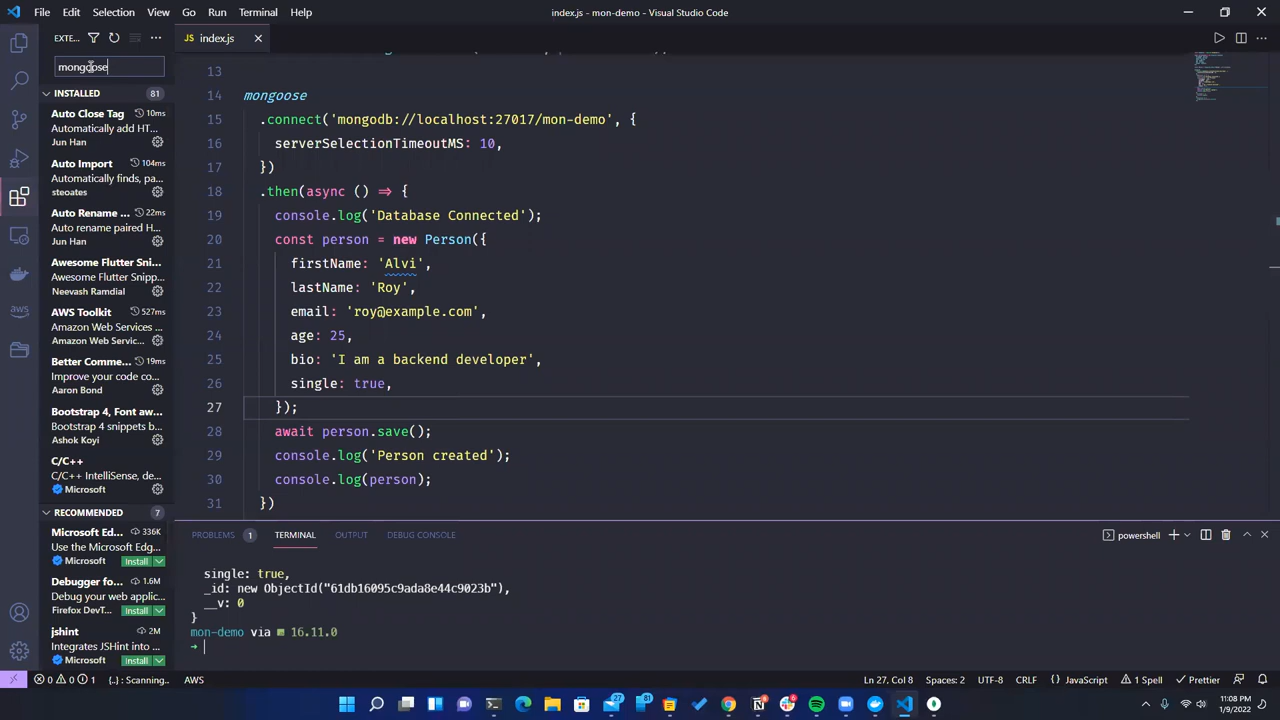 File Edit Selection View Go Run Terminal Help
index.js - mon-demo - Visual Studio Code
EXTE...
mongoose
INSTALLED 81
Auto Close Tag 10ms
Automatically add HT...
Jun Han
Auto Import 104ms
Automatically finds, pa...
steoates
Auto Rename ... 22ms
Auto rename paired H...
Jun Han
Awesome Flutter Snip...
Awesome Flutter Snipp...
Neevash Ramdial
AWS Toolkit 527ms
Amazon Web Services ...
Amazon Web Servic...
Better Comme... 19ms
Improve your code co...
Aaron Bond
Bootstrap 4, Font aw...
Bootstrap 4 snippets b...
Ashok Koyi
C/C++
C/C++ IntelliSense, de...
Microsoft
RECOMMENDED 7
Microsoft Ed... 336K
Use the Microsoft Edg...
Microsoft Install
Debugger fo... 1.6M
Debug your web applic...
Firefox DevT... Install
jshint 2M
Integrates JSHint into ...
Microsoft Install
JS index.js
13
14 mongoose
15 .connect('mongodb://localhost:27017/mon-demo', {
16 serverSelectionTimeoutMS: 10,
17 })
18 .then(async () => {
19 console.log('Database Connected');
20 const person = new Person({
21 firstName: 'Alvi',
22 lastName: 'Roy',
23 email: 'roy@example.com',
24 age: 25,
25 bio: 'I am a backend developer',
26 single: true,
27 });
28 await person.save();
29 console.log('Person created');
30 console.log(person);
31 })
PROBLEMS 1 TERMINAL OUTPUT DEBUG CONSOLE
powershell
single: true,
_id: new ObjectId("61db16095c9ada8e44c9023b"),
__v: 0
}
mon-demo via 16.11.0
➜
0 0 1 {..} : Scanning.. AWS
Ln 27, Col 8 Spaces: 2 UTF-8 CRLF {} JavaScript 1 Spell Prettier
27 81 6
11:08 PM
1/9/2022